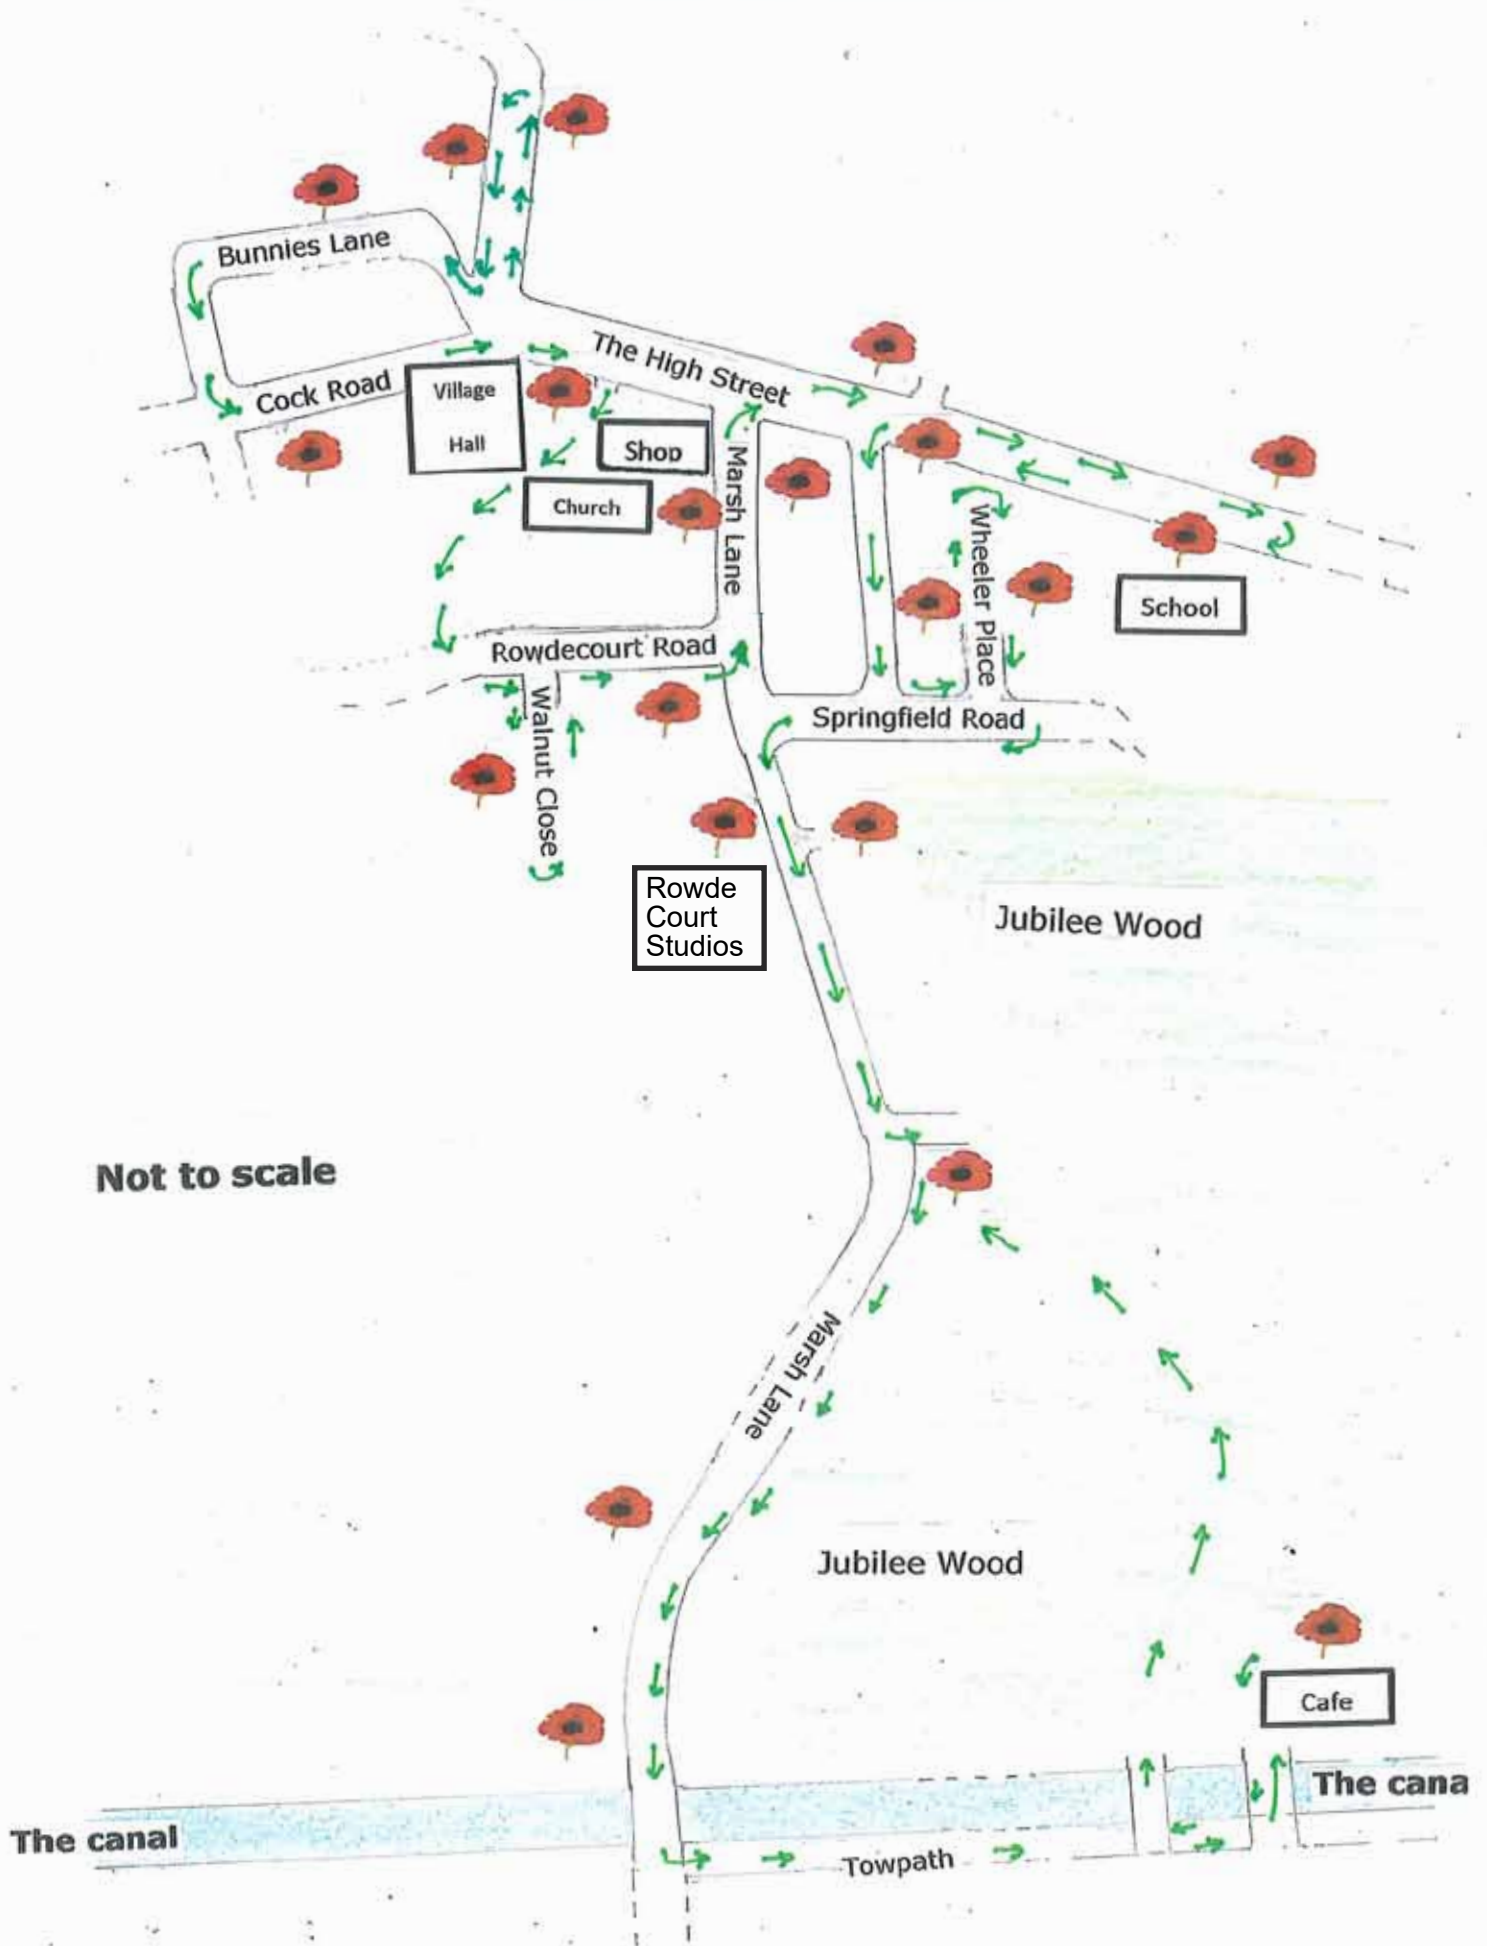 Bunnies Lane
The High Street
Cock Road
Village
Hall
Shop
Church
Marsh Lane
Wheeler Place
School
Rowdecourt Road
Walnut Close
Springfield Road
Rowde
Court
Studios
Jubilee Wood
Not to scale
Marsh Lane
Jubilee Wood
Cafe
The cana
The canal
Towpath